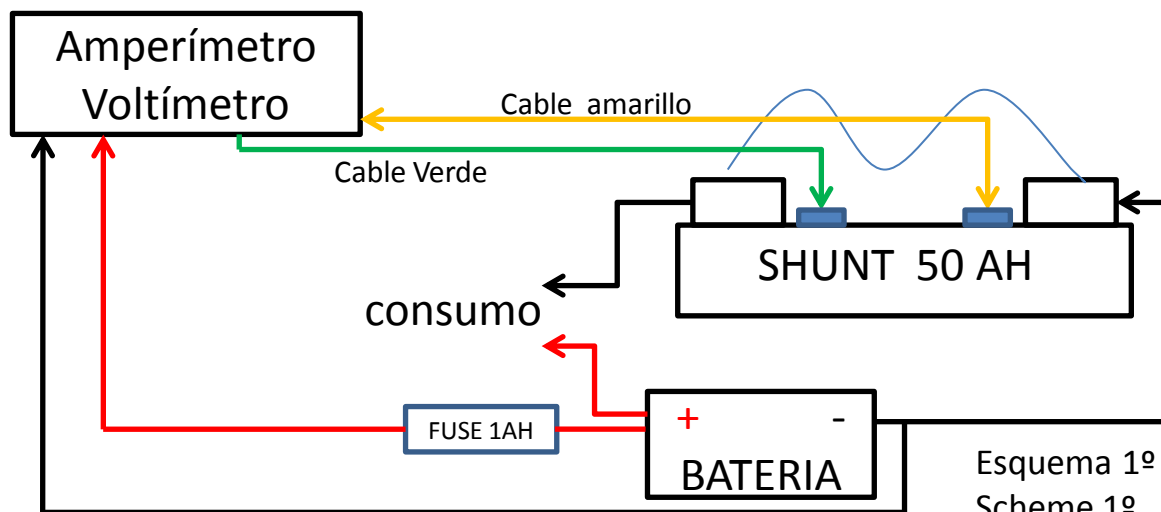 Amperímetro
Voltímetro
Cable amarillo
Cable Verde
SHUNT 50 AH
consumo
FUSE 1AH
+ -
BATERIA
Esquema 1º
Scheme 1º